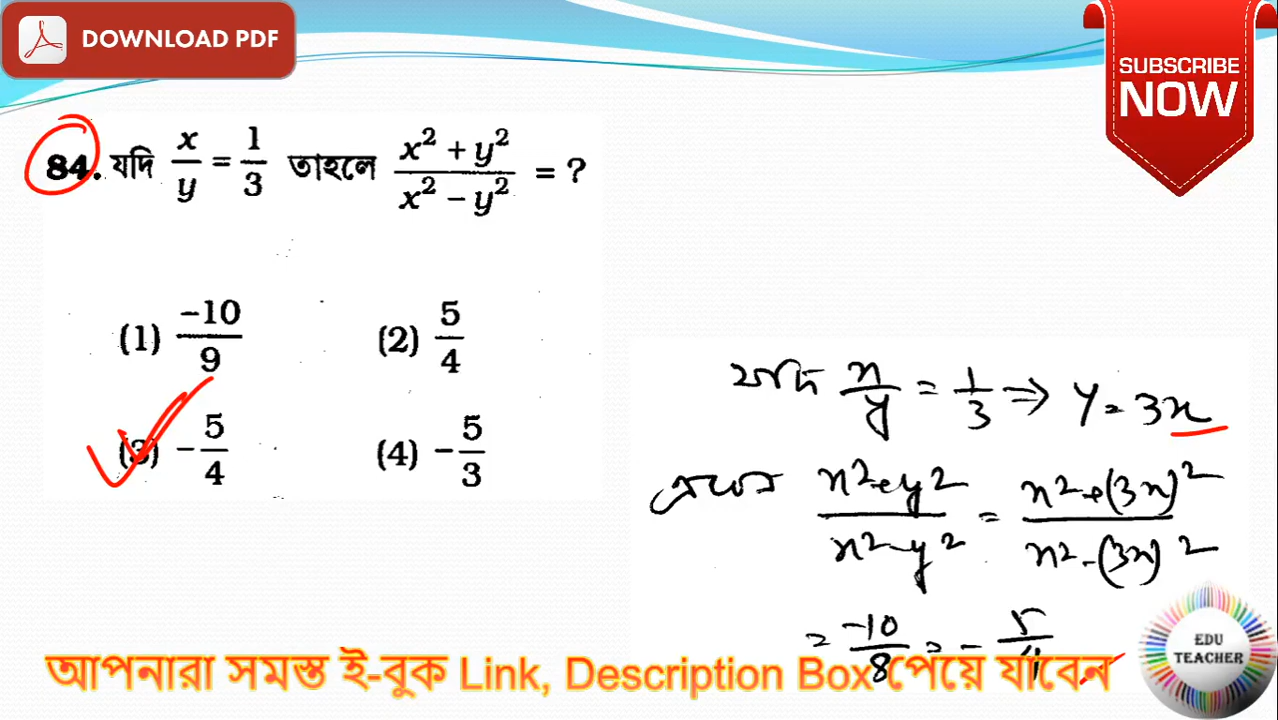 DOWNLOAD PDF
SUBSCRIBE
NOW
84. যদি x/y = 1/3 তাহলে (x² + y²)/(x² − y²) = ?
(1) −10/9 (2) 5/4
(3) −5/4 (4) −5/3
যদি x/y = 1/3 ⇒ y = 3x
(x²+y²)/(x²−y²) = (x²+(3x)²)/(x²−(3x)²)
= −10/8 = −5/4
EDU
TEACHER
আপনারা সমস্ত ই-বুক Link, Description Box পেয়ে যাবেন